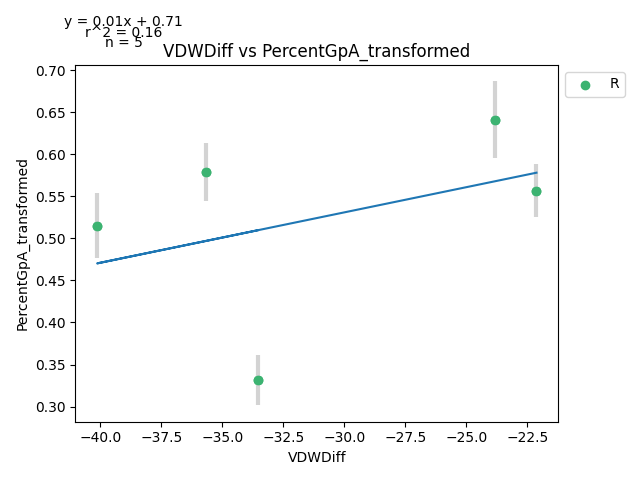 y = 0.01x + 0.71
r^2 = 0.16
n = 5
VDWDiff vs PercentGpA_transformed
R
0.70
0.65
0.60
0.55
0.50
0.45
0.40
0.35
0.30
PercentGpA_transformed
−40.0 −37.5 −35.0 −32.5 −30.0 −27.5 −25.0 −22.5
VDWDiff